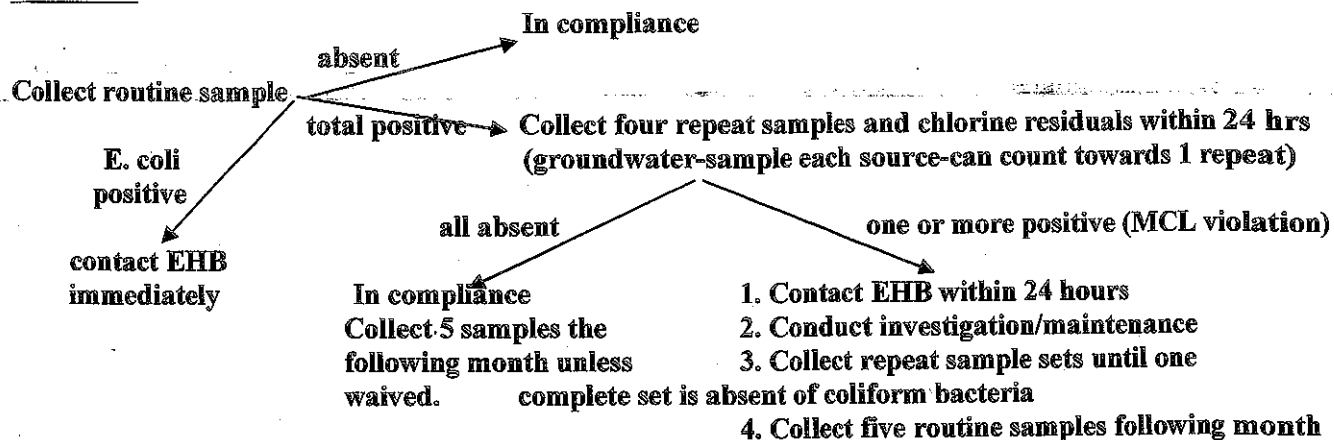 In compliance
absent
Collect routine sample
total positive
Collect four repeat samples and chlorine residuals within 24 hrs
(groundwater-sample each source-can count towards 1 repeat)
E. coli
positive
contact EHB
immediately
all absent
one or more positive (MCL violation)
In compliance
Collect 5 samples the
following month unless
waived.
1. Contact EHB within 24 hours
2. Conduct investigation/maintenance
3. Collect repeat sample sets until one
complete set is absent of coliform bacteria
4. Collect five routine samples following month